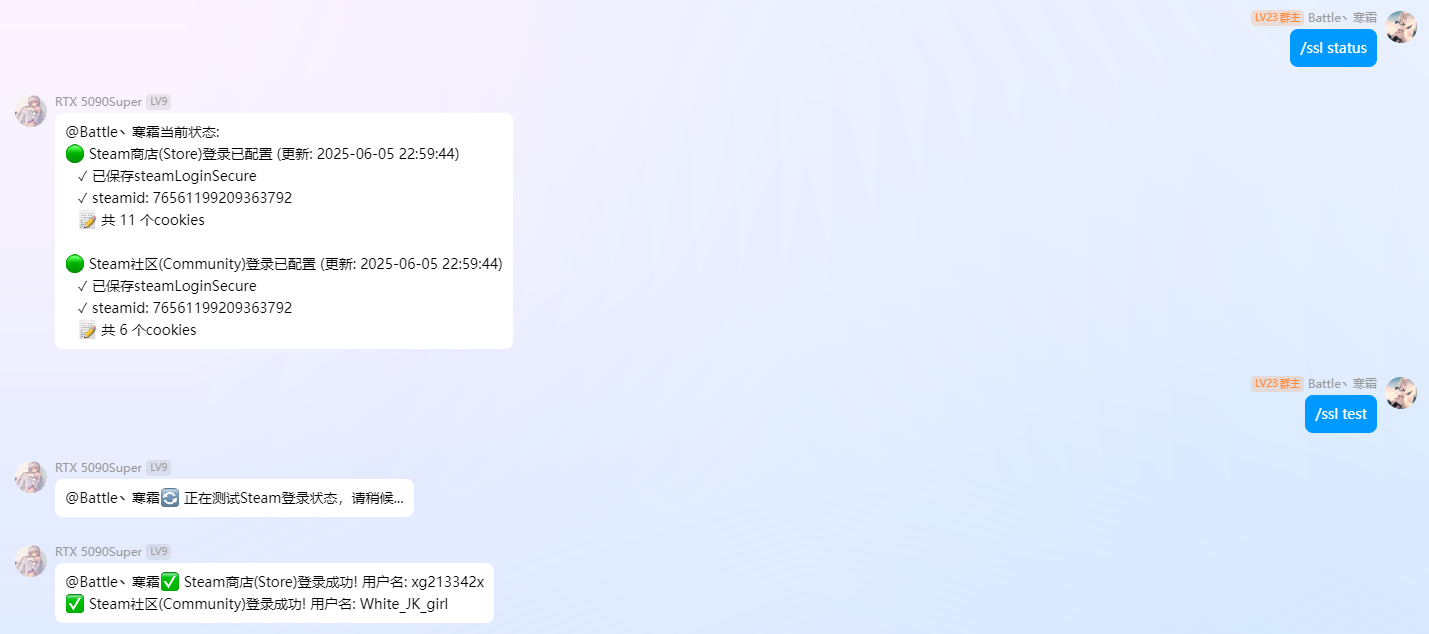 LV23 群主 Battle丶寒霜
/ssl status
RTX 5090Super LV9
@Battle丶寒霜当前状态:
Steam商店(Store)登录已配置 (更新: 2025-06-05 22:59:44)
✓ 已保存steamLoginSecure
✓ steamid: 76561199209363792
📝 共 11 个cookies
Steam社区(Community)登录已配置 (更新: 2025-06-05 22:59:44)
✓ 已保存steamLoginSecure
✓ steamid: 76561199209363792
📝 共 6 个cookies
LV23 群主 Battle丶寒霜
/ssl test
RTX 5090Super LV9
@Battle丶寒霜🔄 正在测试Steam登录状态，请稍候...
RTX 5090Super LV9
@Battle丶寒霜✅ Steam商店(Store)登录成功! 用户名: xg213342x
✅ Steam社区(Community)登录成功! 用户名: White_JK_girl